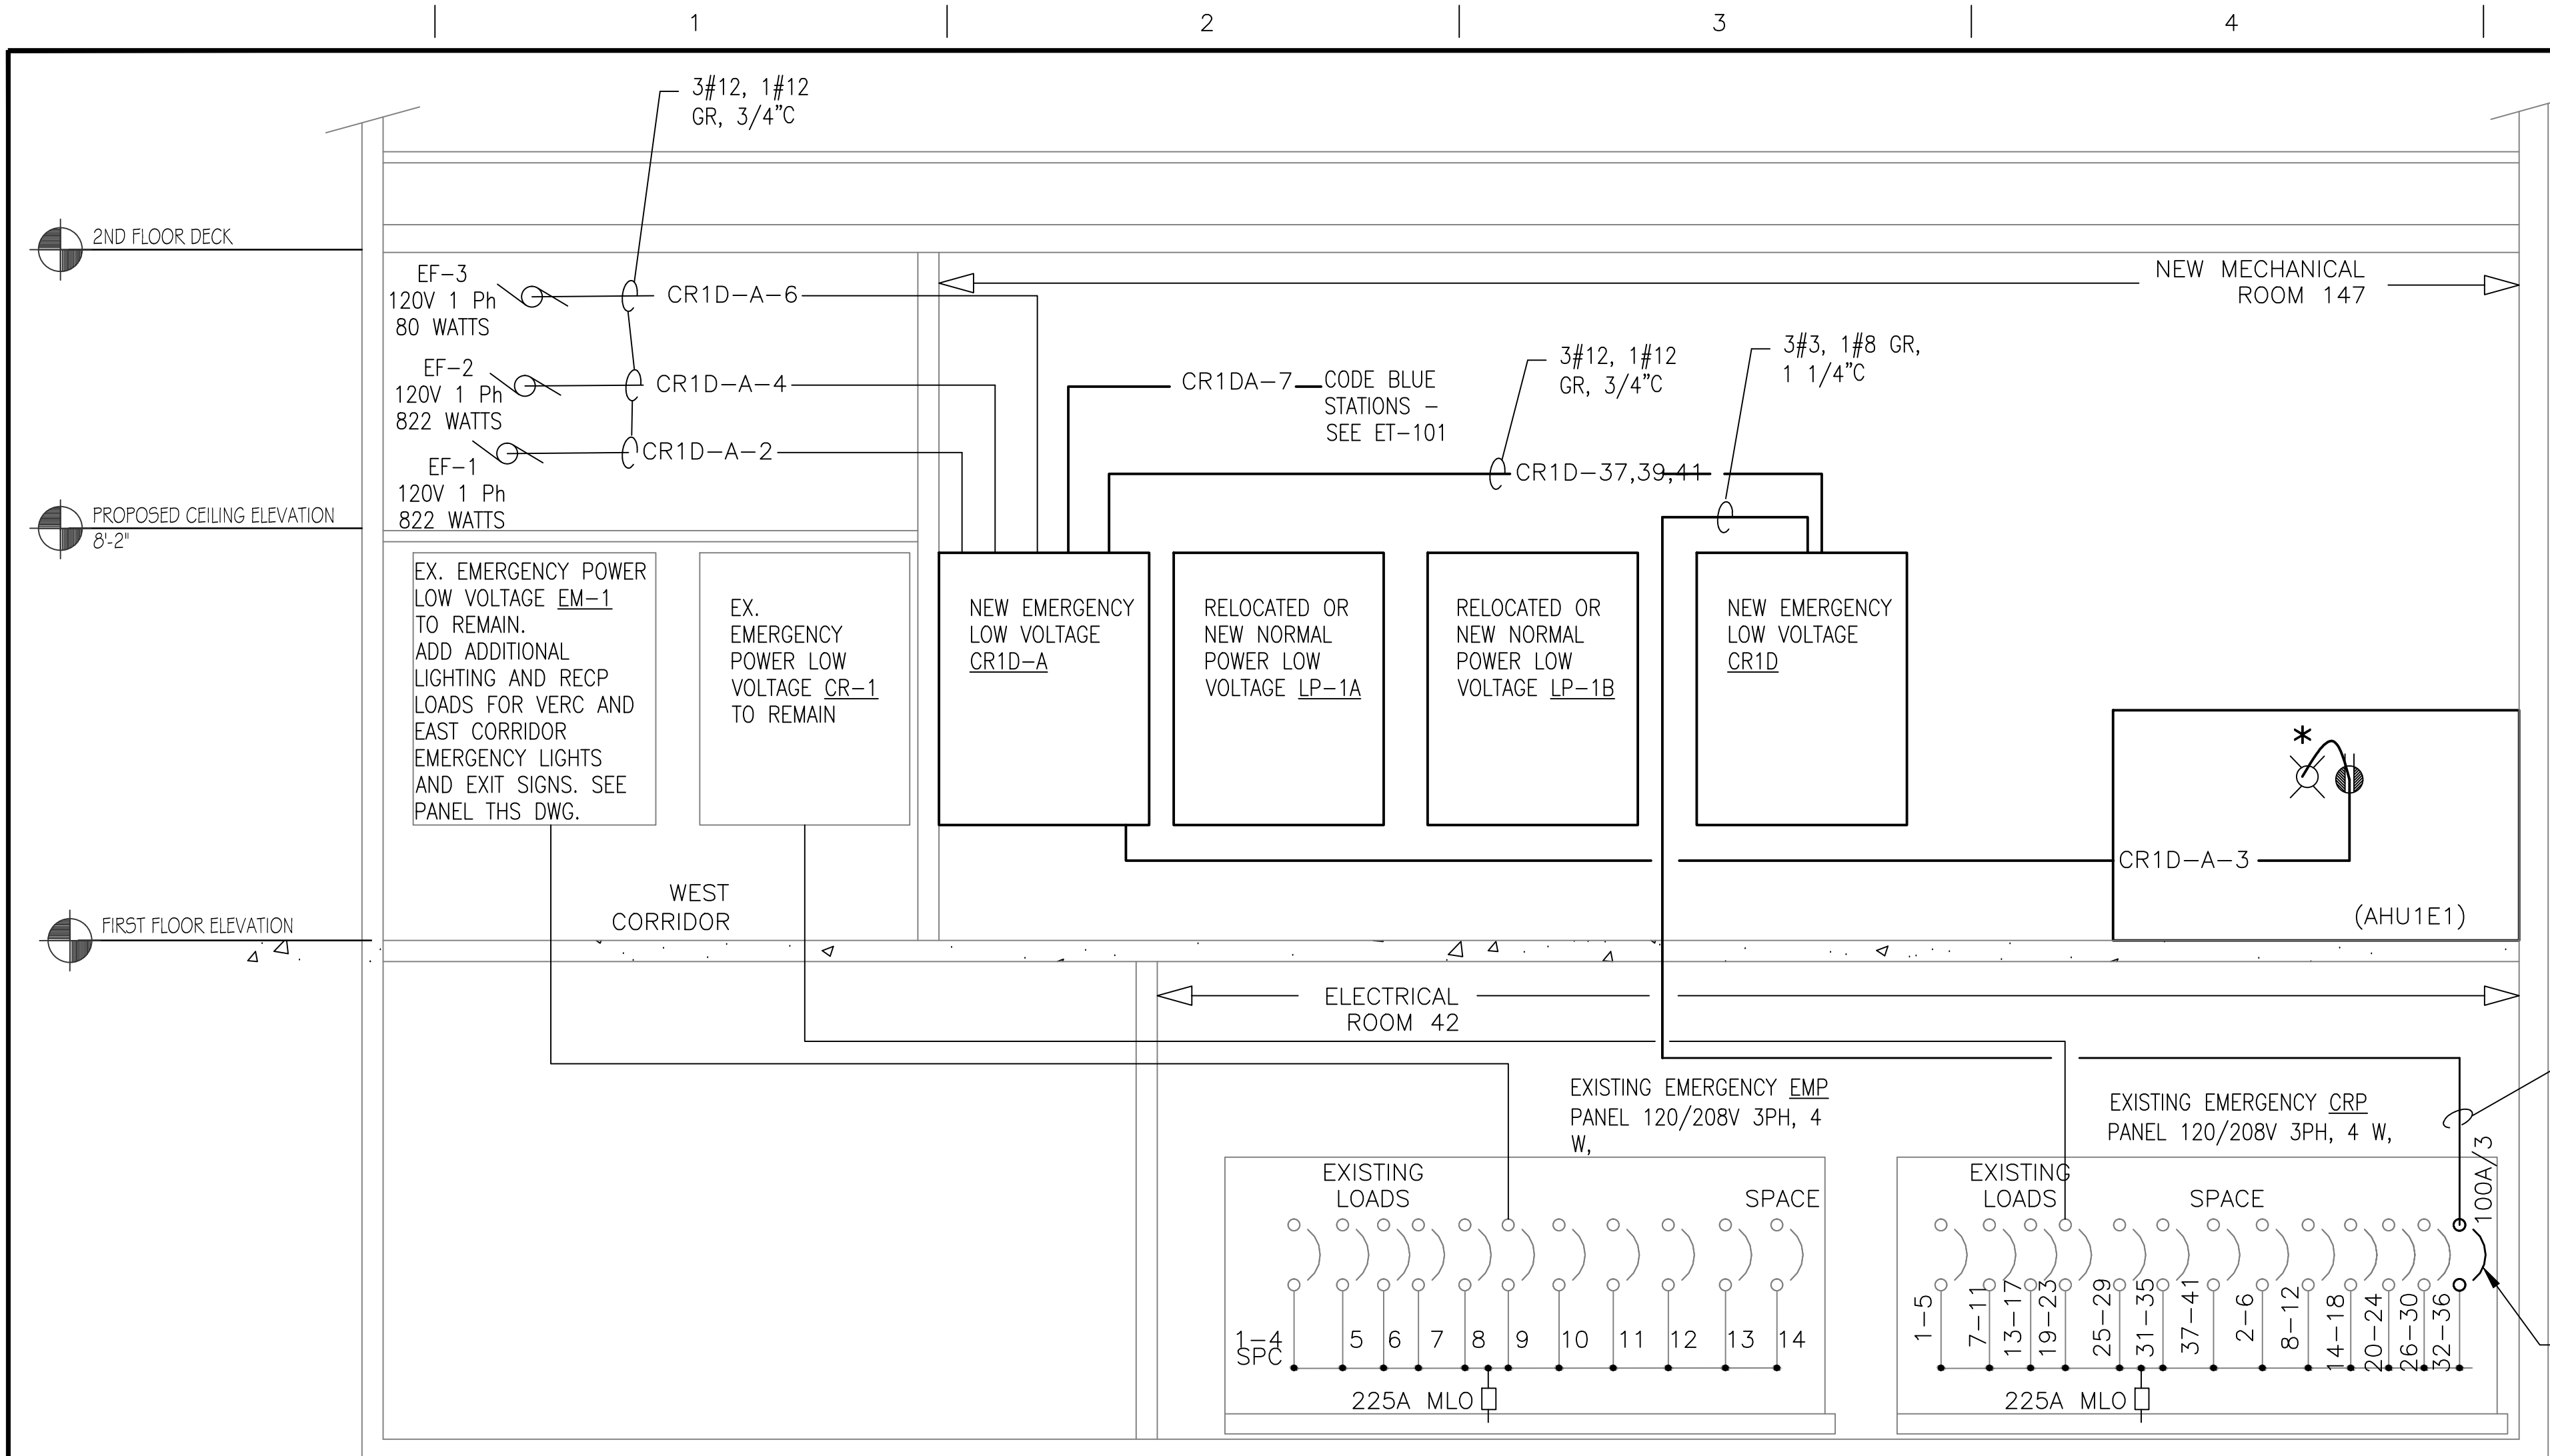 1
2
3
4
3#12, 1#12
GR, 3/4"C
2ND FLOOR DECK
EF-3
120V 1 Ph
80 WATTS
CR1D-A-6
NEW MECHANICAL
ROOM 147
EF-2
120V 1 Ph
822 WATTS
CR1D-A-4
CR1DA-7
CODE BLUE
STATIONS -
SEE ET-101
3#12, 1#12
GR, 3/4"C
3#3, 1#8 GR,
1 1/4"C
EF-1
120V 1 Ph
822 WATTS
CR1D-A-2
CR1D-37,39,41
PROPOSED CEILING ELEVATION
8'-2"
EX. EMERGENCY POWER
LOW VOLTAGE EM-1
TO REMAIN.
ADD ADDITIONAL
LIGHTING AND RECP
LOADS FOR VERC AND
EAST CORRIDOR
EMERGENCY LIGHTS
AND EXIT SIGNS. SEE
PANEL THS DWG.
EX.
EMERGENCY
POWER LOW
VOLTAGE CR-1
TO REMAIN
NEW EMERGENCY
LOW VOLTAGE
CR1D-A
RELOCATED OR
NEW NORMAL
POWER LOW
VOLTAGE LP-1A
RELOCATED OR
NEW NORMAL
POWER LOW
VOLTAGE LP-1B
NEW EMERGENCY
LOW VOLTAGE
CR1D
*
CR1D-A-3
(AHU1E1)
WEST
CORRIDOR
FIRST FLOOR ELEVATION
ELECTRICAL
ROOM 42
EXISTING EMERGENCY EMP
PANEL 120/208V 3PH, 4
W,
EXISTING EMERGENCY CRP
PANEL 120/208V 3PH, 4 W,
EXISTING
LOADS
SPACE
1-4
SPC
5
6
7
8
9
10
11
12
13
14
225A MLO
EXISTING
LOADS
SPACE
100A/3
1-5
7-11
13-17
19-23
25-29
31-35
37-41
2-6
8-12
14-18
20-24
26-30
32-36
225A MLO